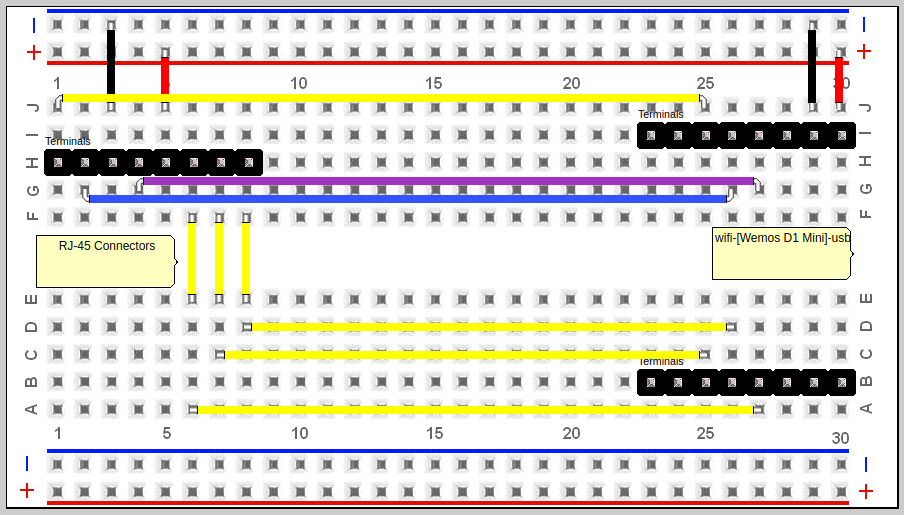 1 5 10 15 20 25 30
J J
Terminals
I I
Terminals
H H
G G
F F
RJ-45 Connectors
wifi-[Wemos D1 Mini]-usb
E E
D D
C C
Terminals
B B
A A
1 5 10 15 20 25 30